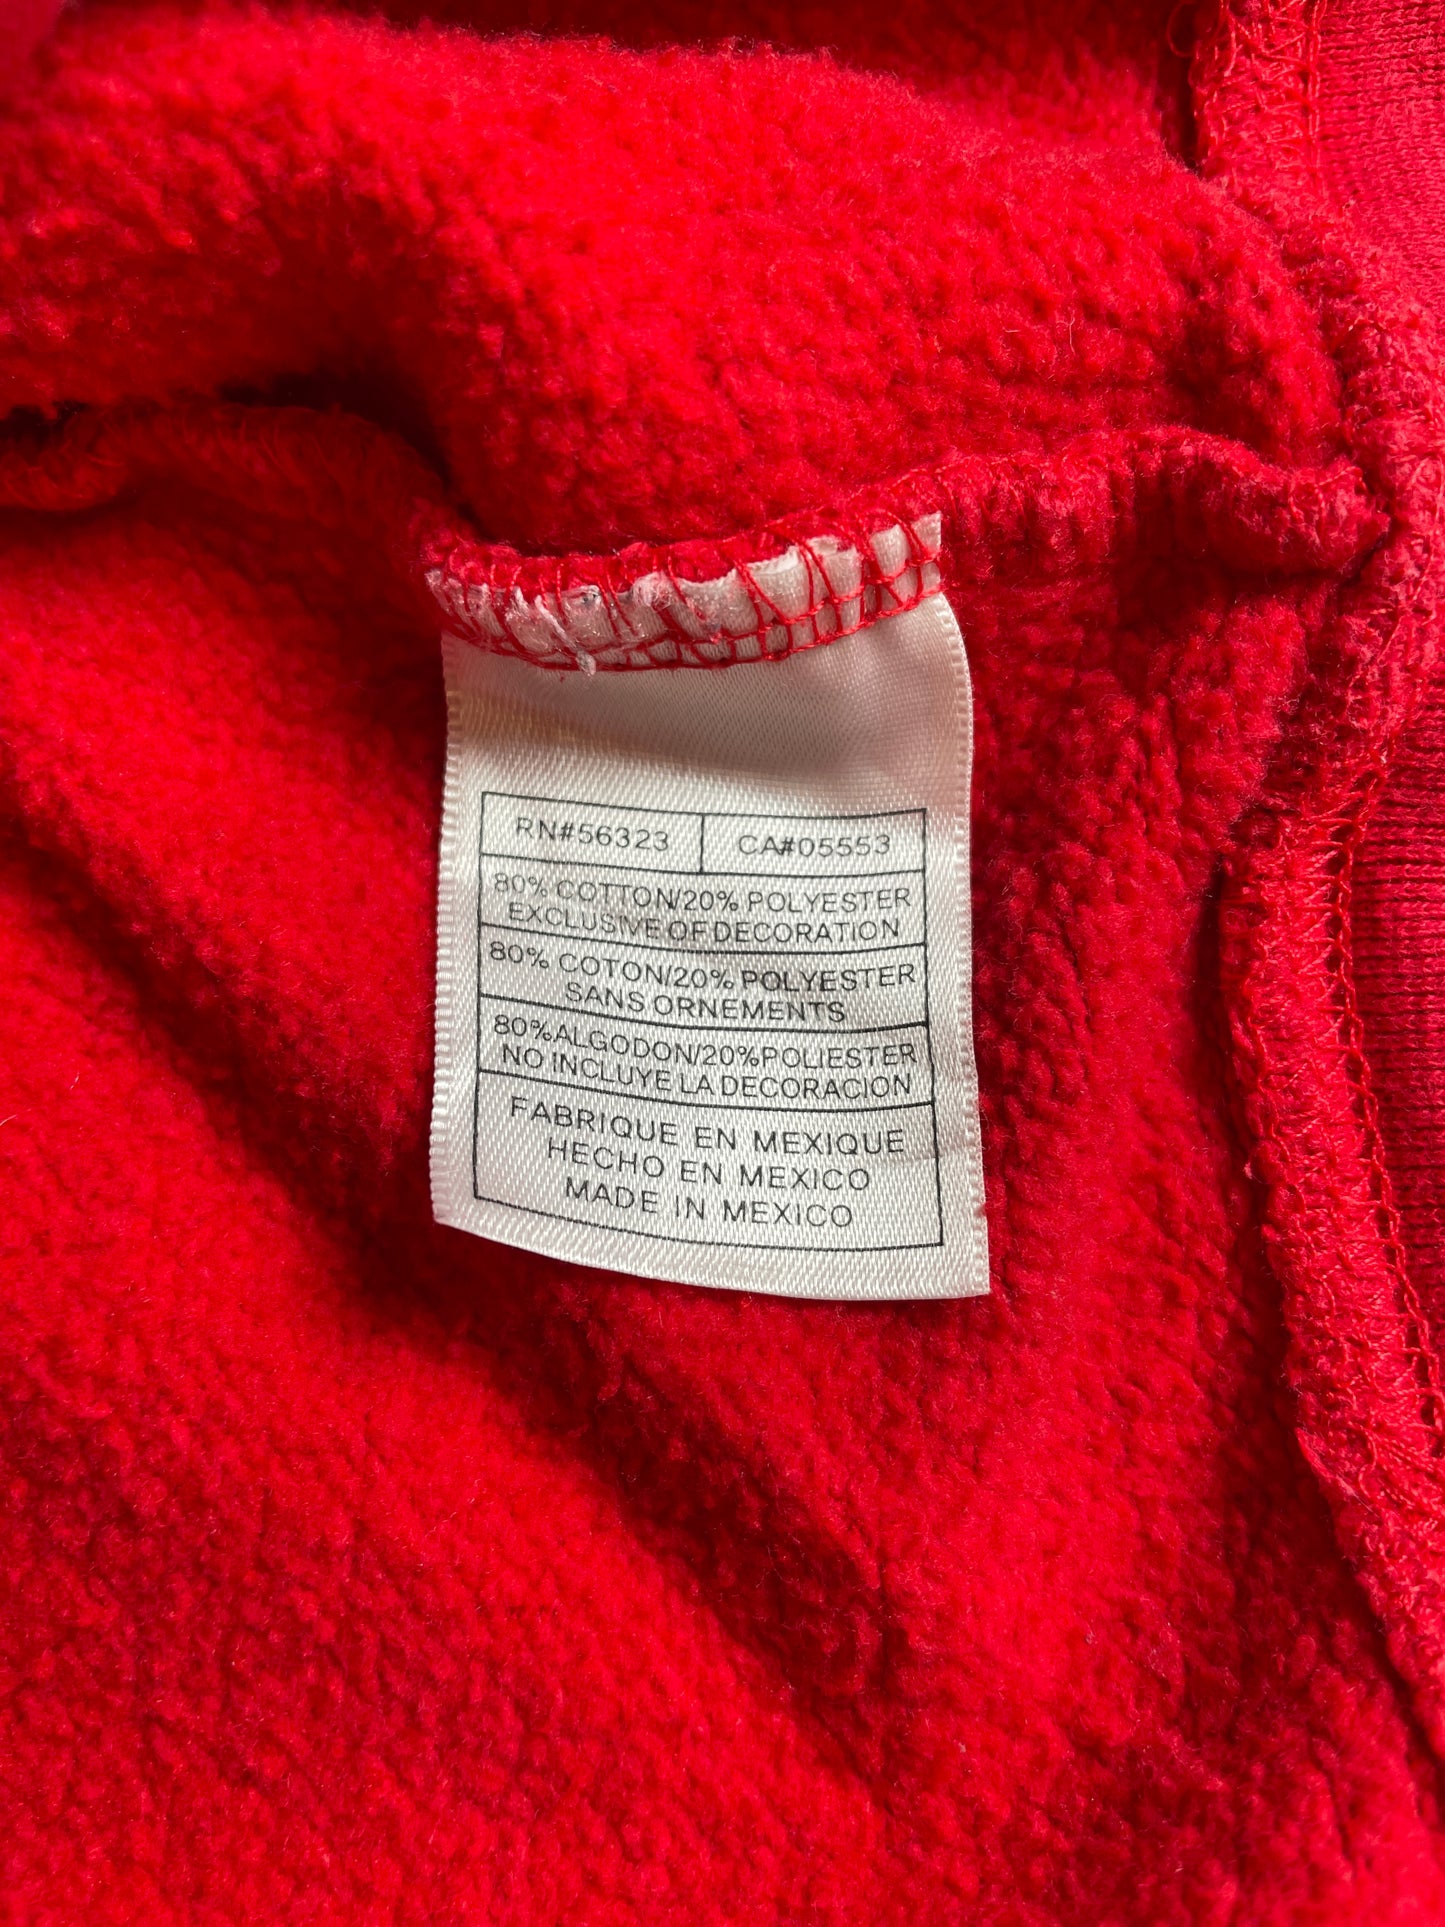 RN#56323 CA#05553
80% COTTON/20% POLYESTER
EXCLUSIVE OF DECORATION
80% COTON/20% POLYESTER
SANS ORNEMENTS
80% ALGODON/20% POLIESTER
NO INCLUYE LA DECORACION
FABRIQUE EN MEXIQUE
HECHO EN MEXICO
MADE IN MEXICO